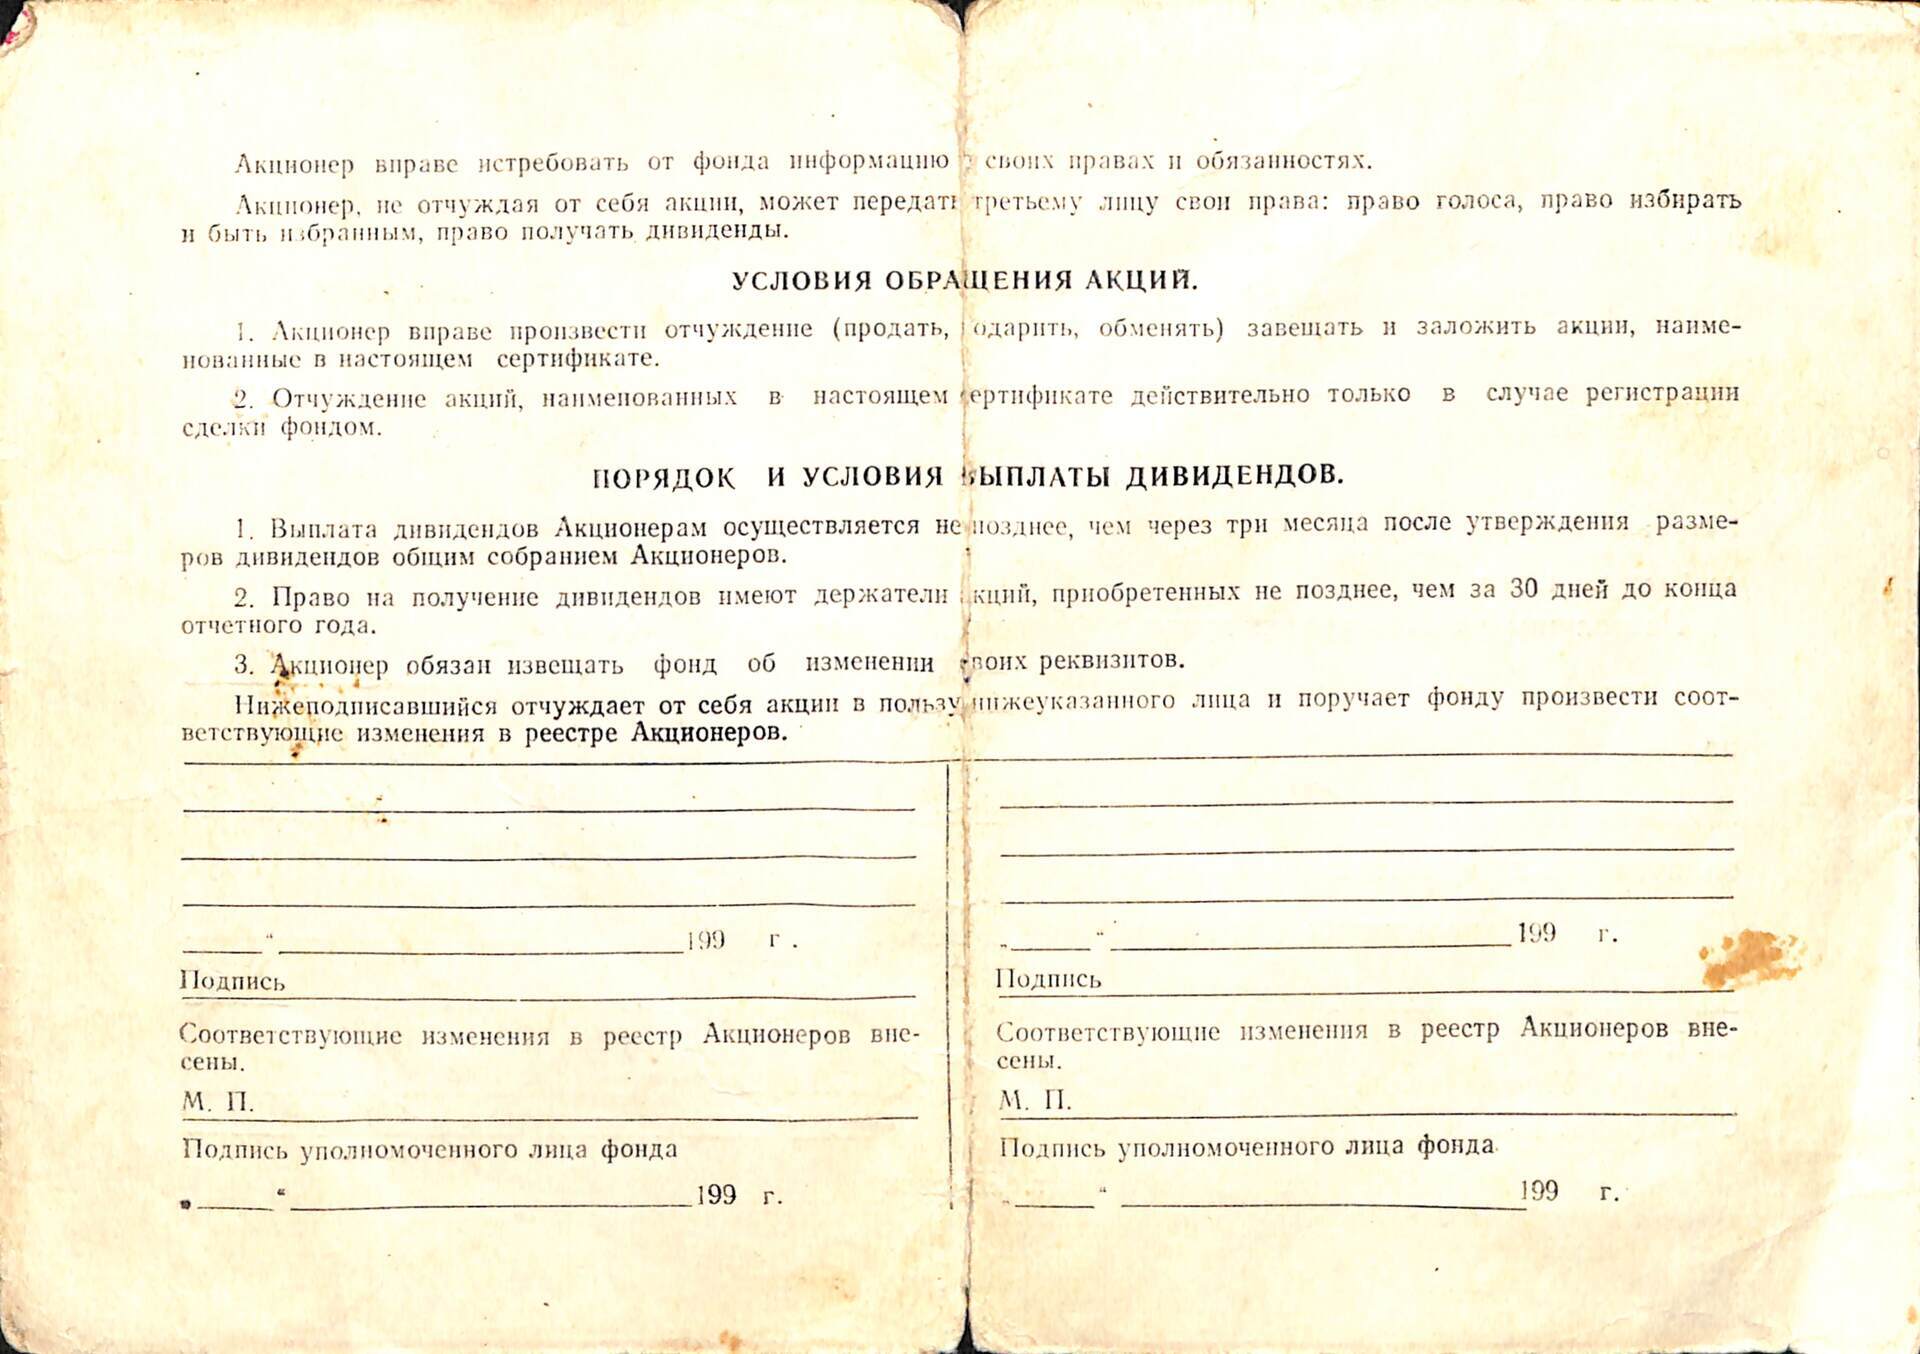 Акционер вправе истребовать от фонда информацию о своих правах и обязанностях.
Акционер, не отчуждая от себя акции, может передать третьему лицу свои права: право голоса, право избирать
и быть избранным, право получать дивиденды.
УСЛОВИЯ ОБРАЩЕНИЯ АКЦИЙ.
1. Акционер вправе произвести отчуждение (продать, подарить, обменять) завещать и заложить акции, наиме-
нованные в настоящем сертификате.
2. Отчуждение акций, наименованных в настоящем сертификате действительно только в случае регистрации
сделки фондом.
ПОРЯДОК И УСЛОВИЯ ВЫПЛАТЫ ДИВИДЕНДОВ.
1. Выплата дивидендов Акционерам осуществляется не позднее, чем через три месяца после утверждения разме-
ров дивидендов общим собранием Акционеров.
2. Право на получение дивидендов имеют держатели акций, приобретенных не позднее, чем за 30 дней до конца
отчетного года.
3. Акционер обязан извещать фонд об изменении своих реквизитов.
Нижеподписавшийся отчуждает от себя акции в пользу нижеуказанного лица и поручает фонду произвести соот-
ветствующие изменения в реестре Акционеров.
_____“ ____________________ 199 г.
Подпись
Соответствующие изменения в реестр Акционеров вне-
сены.
М. П.
Подпись уполномоченного лица фонда
„_____“ ____________________ 199 г.
„_____“ ____________________ 199 г.
Подпись
Соответствующие изменения в реестр Акционеров вне-
сены.
М. П.
Подпись уполномоченного лица фонда
„_____“ ____________________ 199 г.